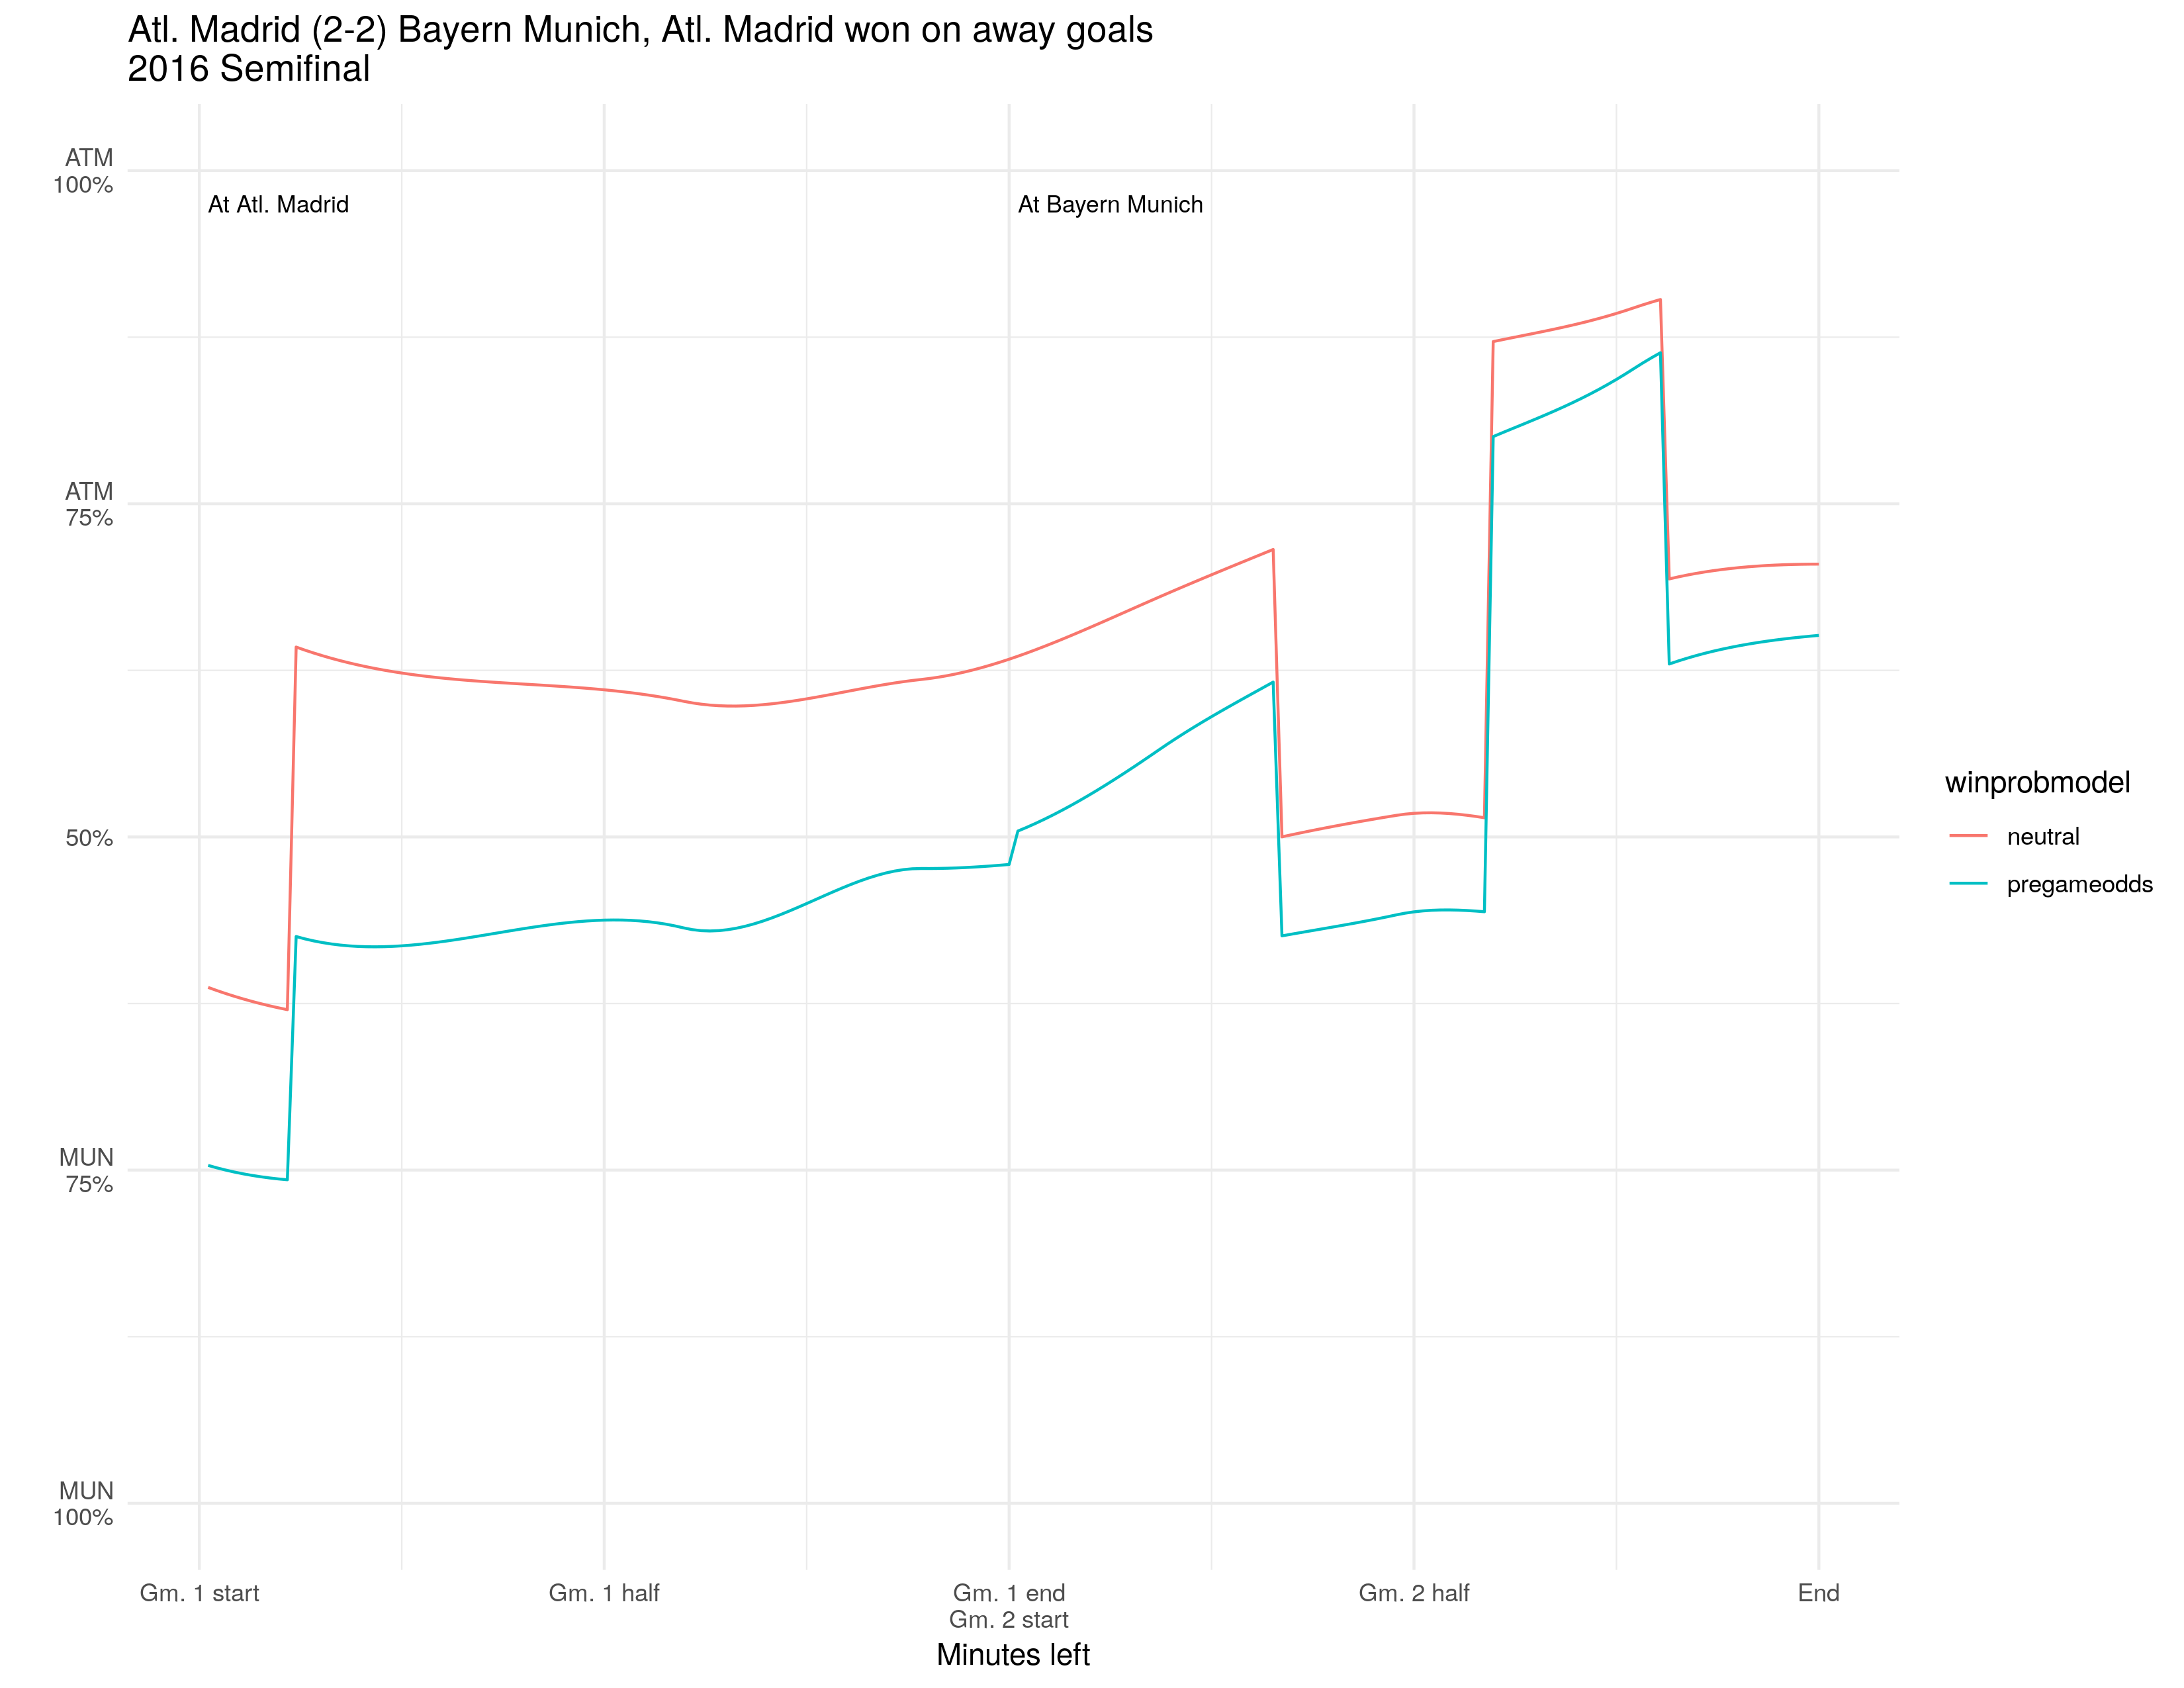 Atl. Madrid (2-2) Bayern Munich, Atl. Madrid won on away goals
2016 Semifinal
ATM
100%
At Atl. Madrid
At Bayern Munich
ATM
75%
50%
MUN
75%
MUN
100%
winprobmodel
neutral
pregameodds
Gm. 1 start
Gm. 1 half
Gm. 1 end
Gm. 2 start
Gm. 2 half
End
Minutes left